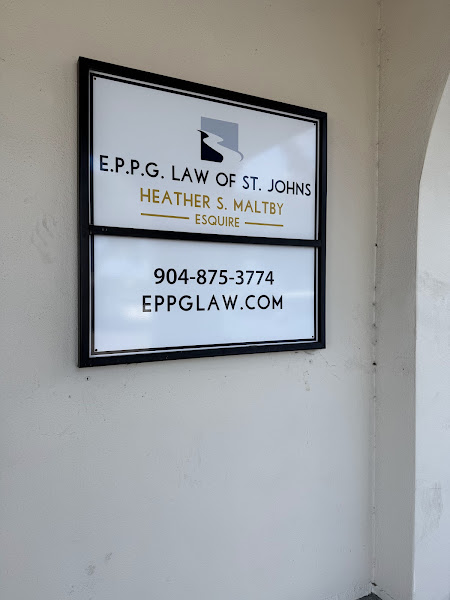 E.P.P.G. LAW OF ST. JOHNS
HEATHER S. MALTBY
ESQUIRE
904-875-3774
EPPGLAW.COM